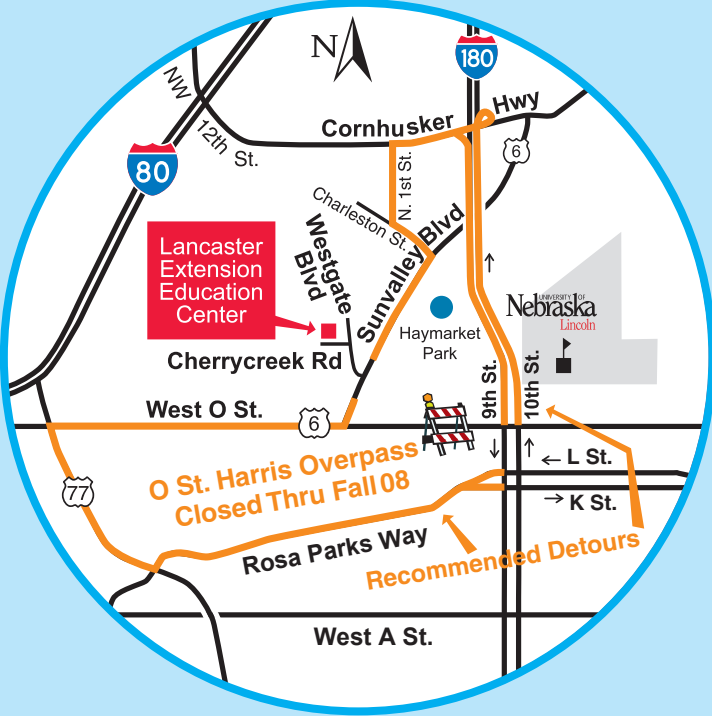 N
180
Hwy
Cornhusker
NW
12th St.
6
80
N. 1st St.
Charleston St.
Sunvalley Blvd
Westgate
Blvd
Lancaster
Extension
Education
Center
UNIVERSITY OF
Nebraska
Lincoln
Haymarket
Park
Cherrycreek Rd
9th St.
10th St.
West O St.
6
O St. Harris Overpass
Closed Thru Fall 08
L St.
77
K St.
Rosa Parks Way
Recommended Detours
West A St.